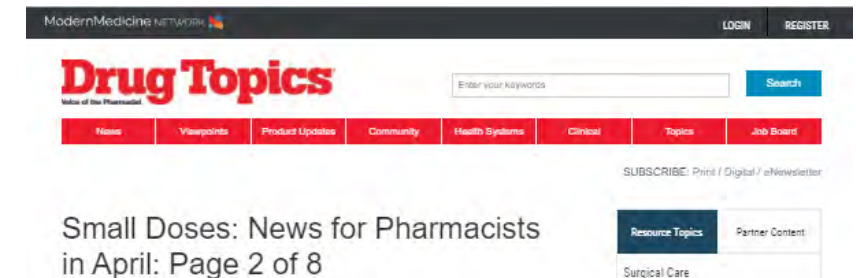 ModernMedicine NETWORK
LOGIN REGISTER
Drug Topics
Voice of the Pharmacist
Enter your keywords
Search
News Viewpoints Product Updates Community Health Systems Clinical Topics Job Board
SUBSCRIBE: Print / Digital / eNewsletter
Small Doses: News for Pharmacists
in April: Page 2 of 8
Resource Topics Partner Content
Surgical Care